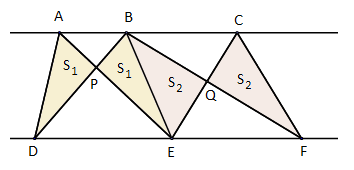 A B C
S₁ S₁ S₂ S₂
P Q
D E F